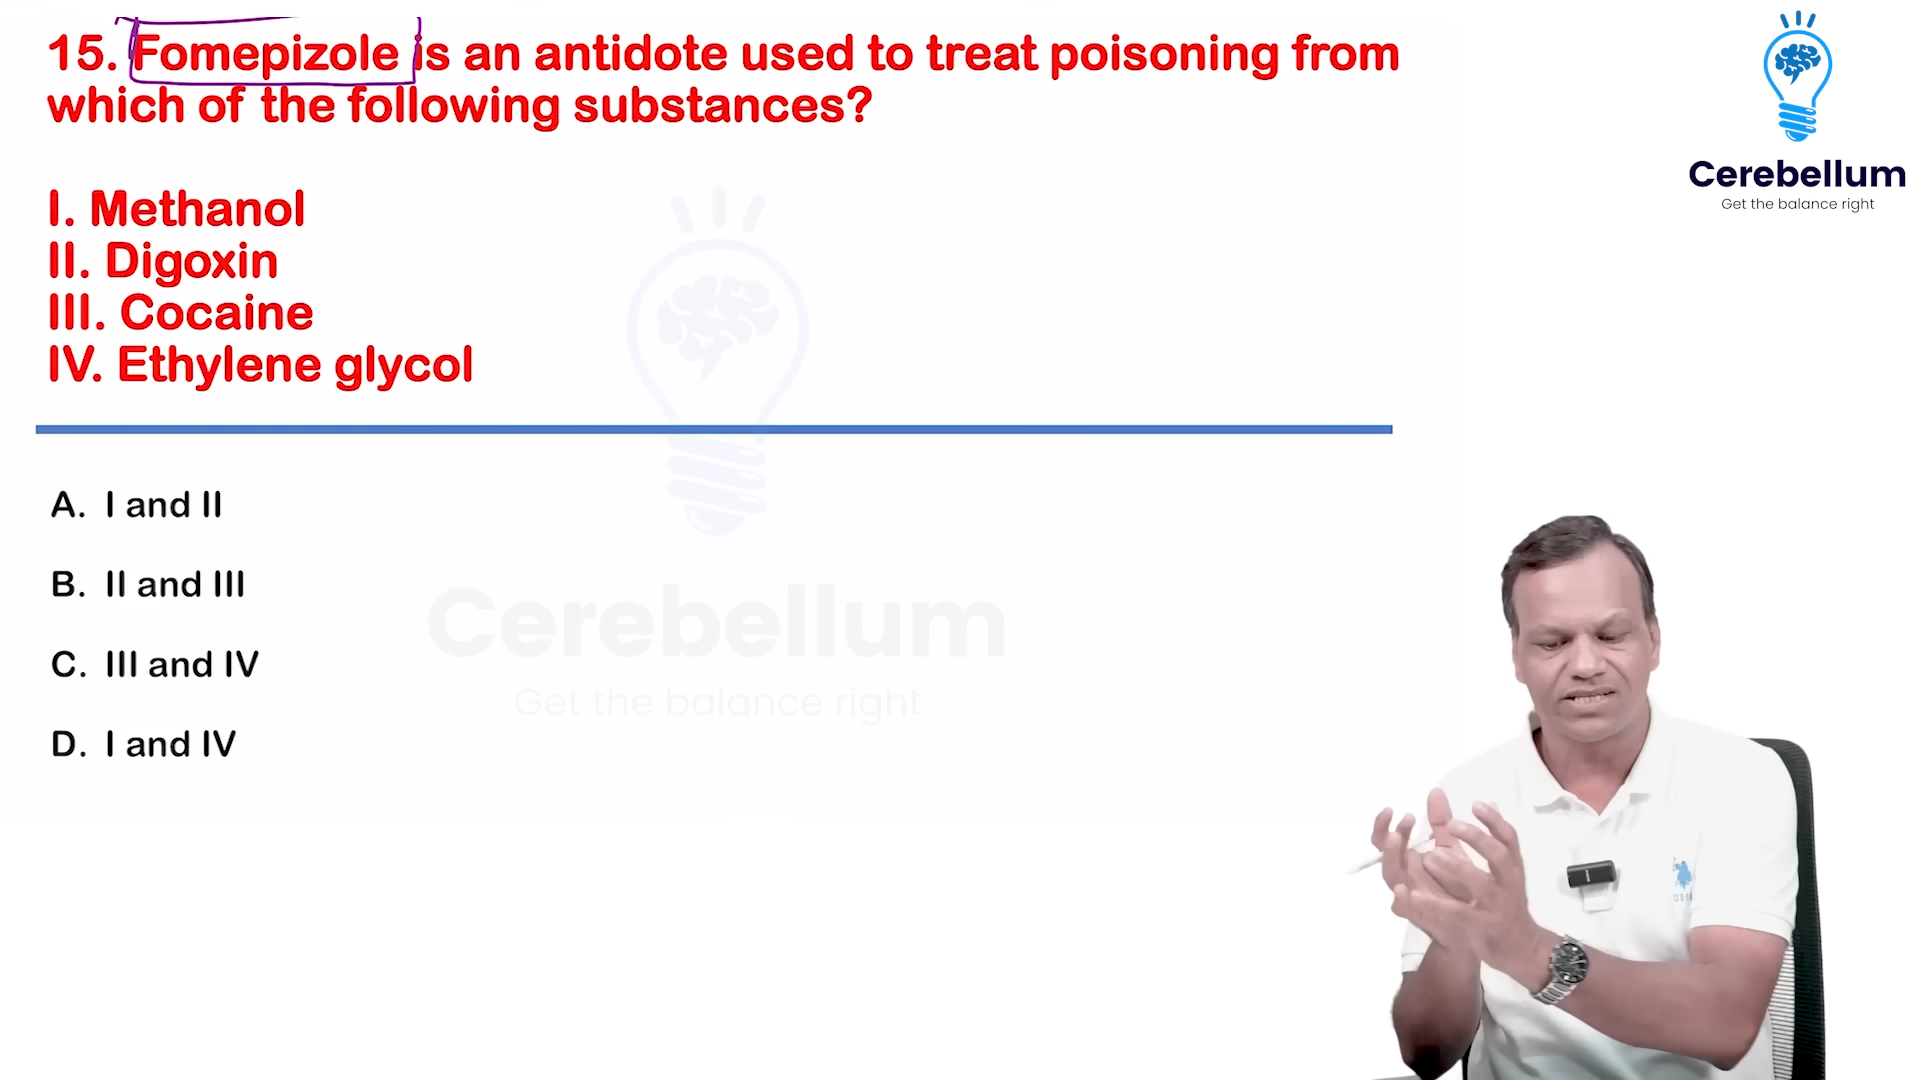 15. Fomepizole is an antidote used to treat poisoning from
which of the following substances?
I. Methanol
II. Digoxin
III. Cocaine
IV. Ethylene glycol
A. I and II
B. II and III
C. III and IV
D. I and IV
Cerebellum
Get the balance right
Cerebellum
Get the balance right